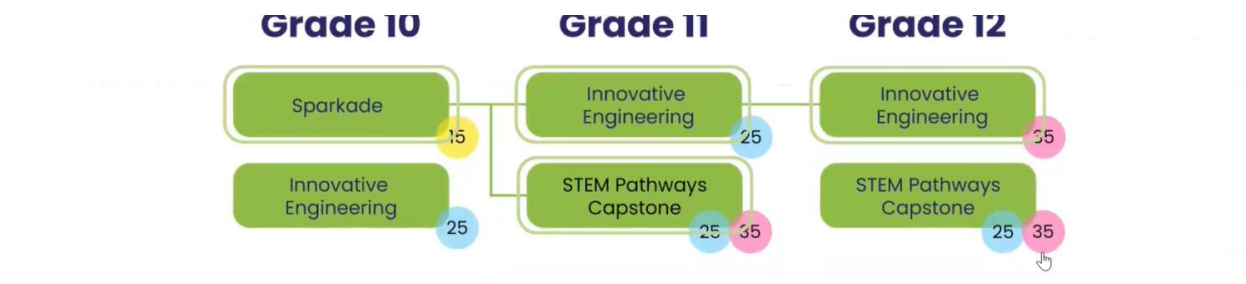 Grade 10
Grade 11
Grade 12
Sparkade
15
Innovative
Engineering
25
Innovative
Engineering
35
Innovative
Engineering
25
STEM Pathways
Capstone
25 35
STEM Pathways
Capstone
25 35